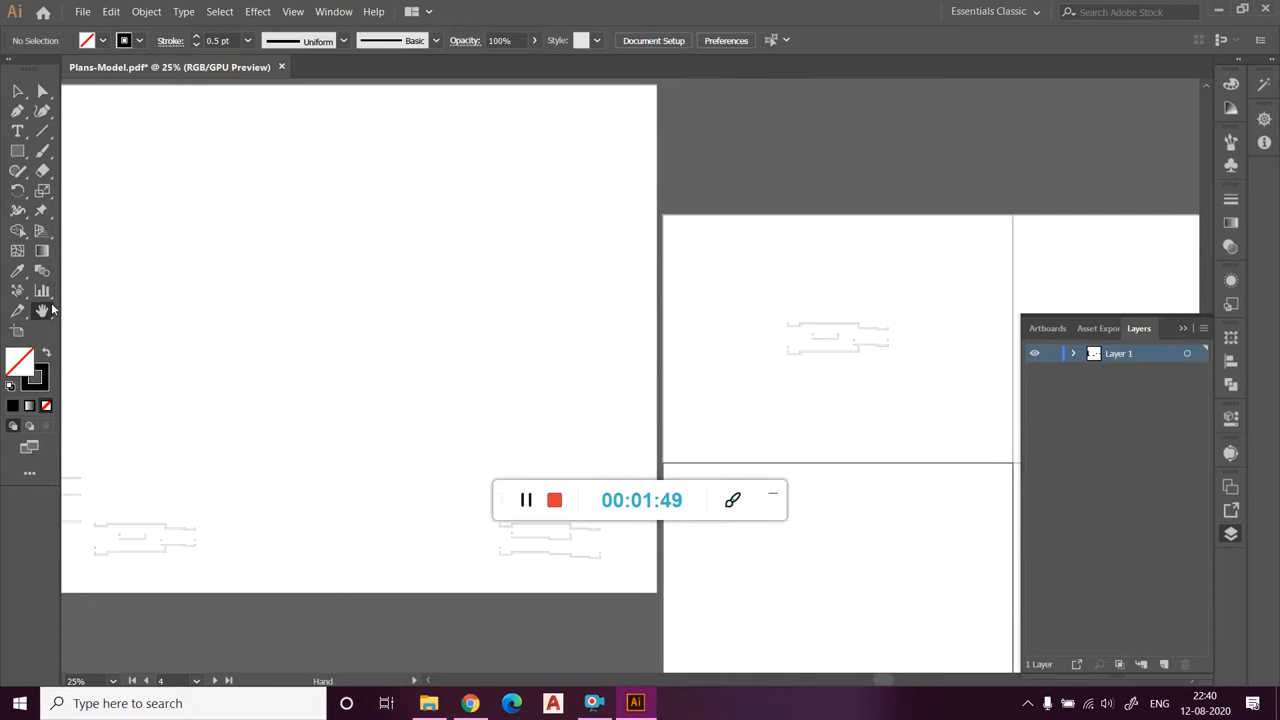 Ai File Edit Object Type Select Effect View Window Help Essentials Classic Search Adobe Stock
No Selection Stroke: 0.5 pt Uniform Basic Opacity: 100% Style: Document Setup Preferences
Plans-Model.pdf* @ 25% (RGB/GPU Preview)
Artboards Asset Expor Layers
Layer 1
00:01:49
1 Layer
25% 4 Hand
Type here to search
A Ai
ENG
22:40
12-08-2020